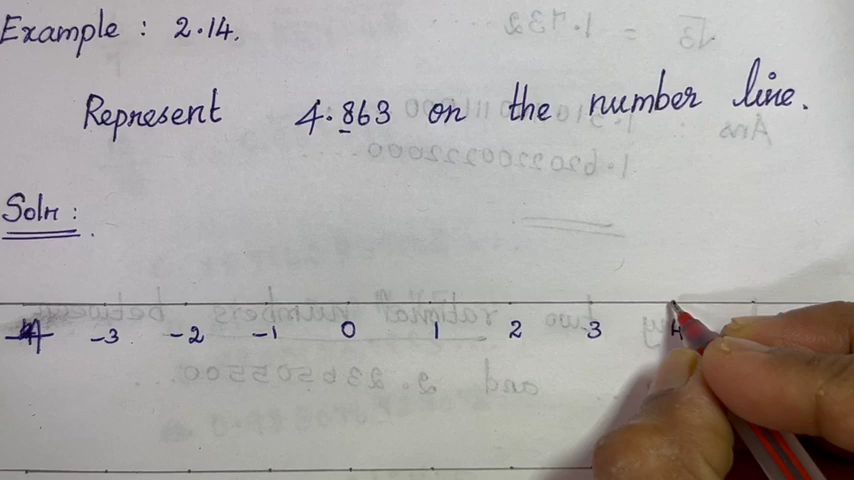 Example : 2.14.
Represent 4.863 on the number line.
Soln :
-4 -3 -2 -1 0 1 2 3 4